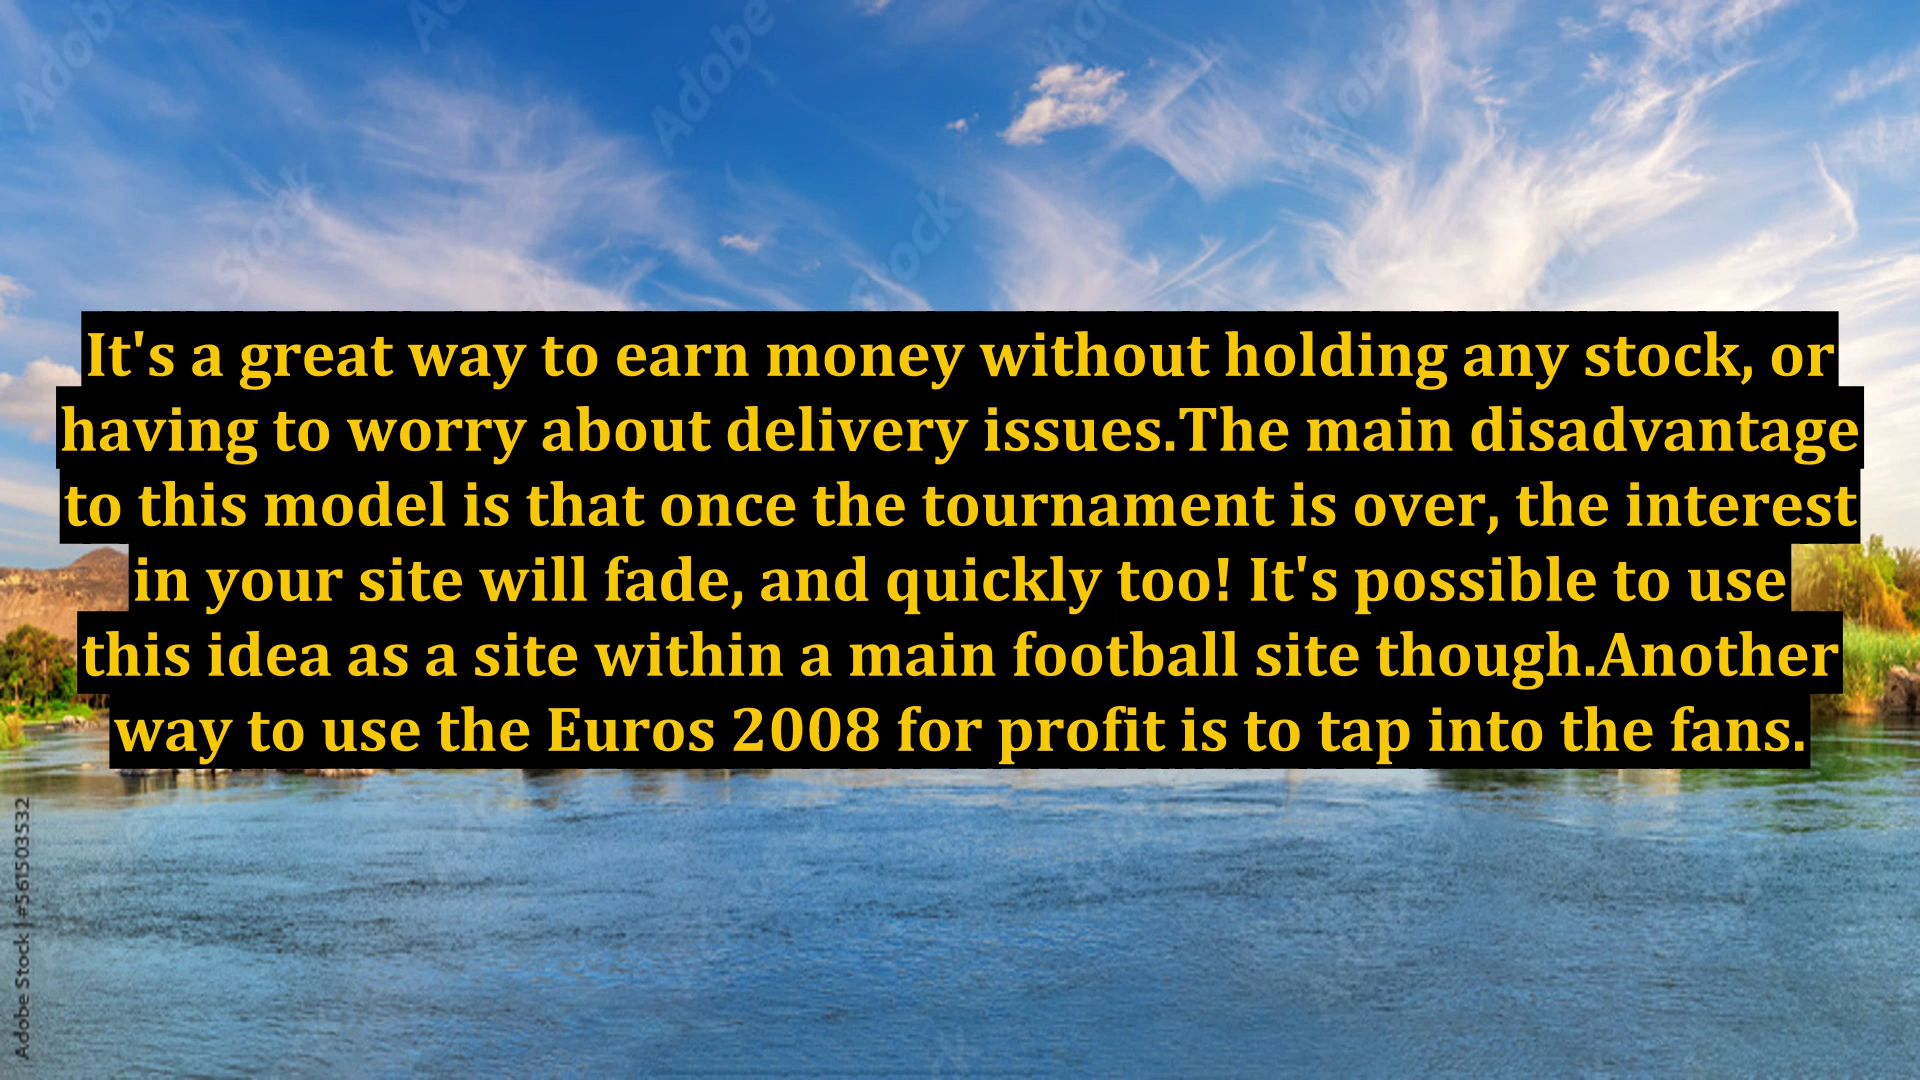 It's a great way to earn money without holding any stock, or
having to worry about delivery issues.The main disadvantage
to this model is that once the tournament is over, the interest
in your site will fade, and quickly too! It's possible to use
this idea as a site within a main football site though.Another
way to use the Euros 2008 for profit is to tap into the fans.
Adobe Stock | #561503532